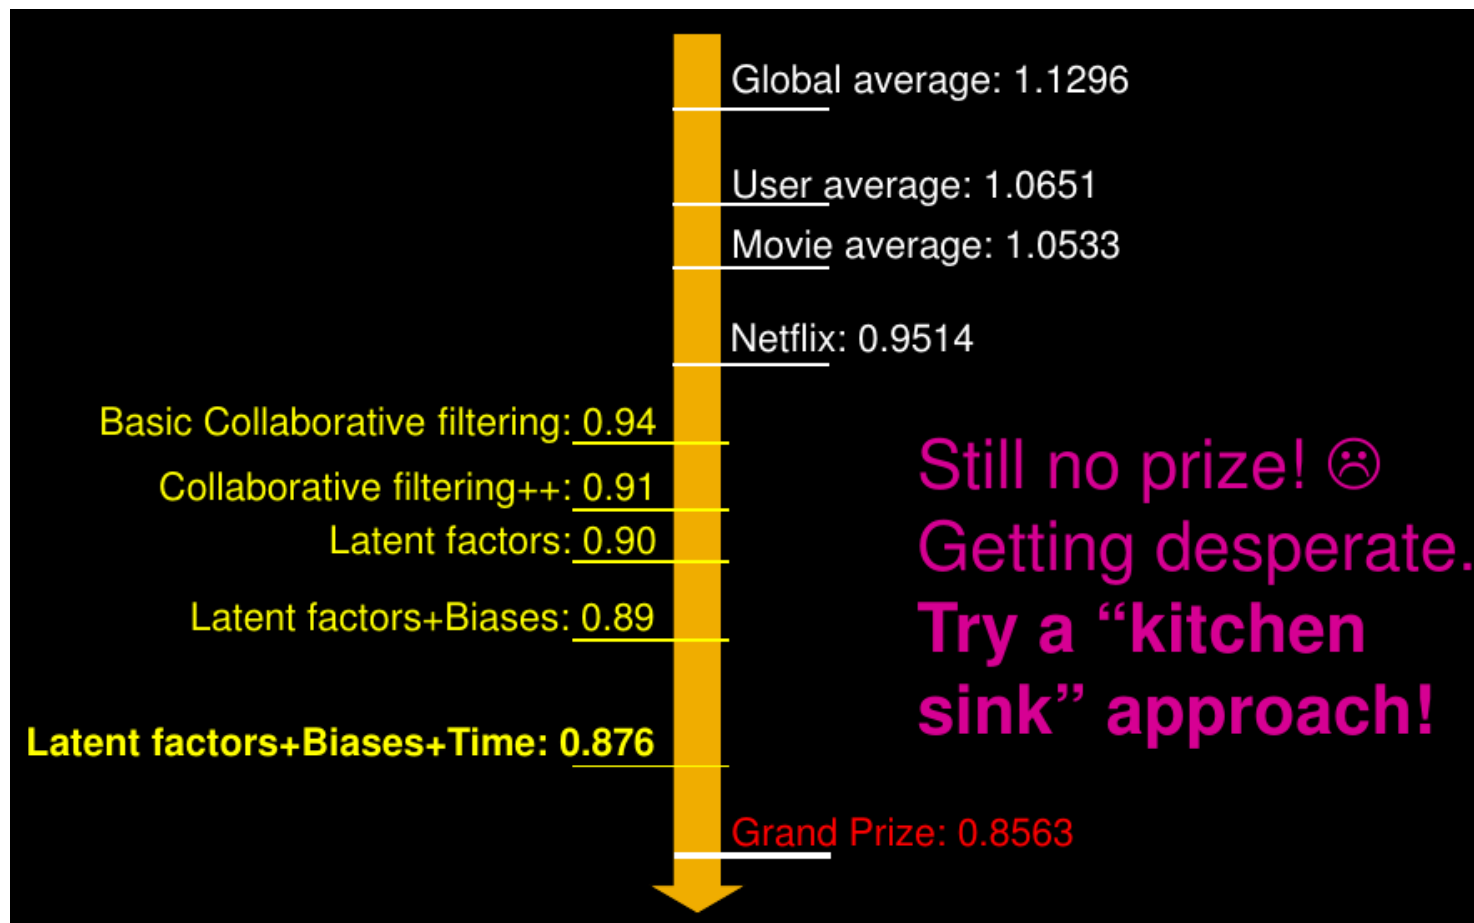 Global average: 1.1296
User average: 1.0651
Movie average: 1.0533
Netflix: 0.9514
Basic Collaborative filtering: 0.94
Collaborative filtering++: 0.91
Latent factors: 0.90
Latent factors+Biases: 0.89
Latent factors+Biases+Time: 0.876
Grand Prize: 0.8563
Still no prize! ☹
Getting desperate.
Try a “kitchen
sink” approach!